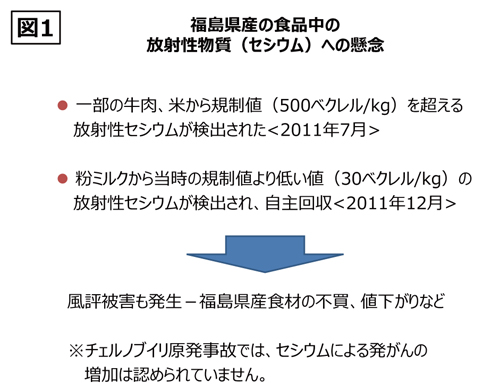 図1
福島県産の食品中の
放射性物質（セシウム）への懸念
● 一部の牛肉、米から規制値（500ベクレル/kg）を超える
放射性セシウムが検出された<2011年7月>
● 粉ミルクから当時の規制値より低い値（30ベクレル/kg）の
放射性セシウムが検出され、自主回収<2011年12月>
風評被害も発生－福島県産食材の不買、値下がりなど
※チェルノブイリ原発事故では、セシウムによる発がんの
増加は認められていません。